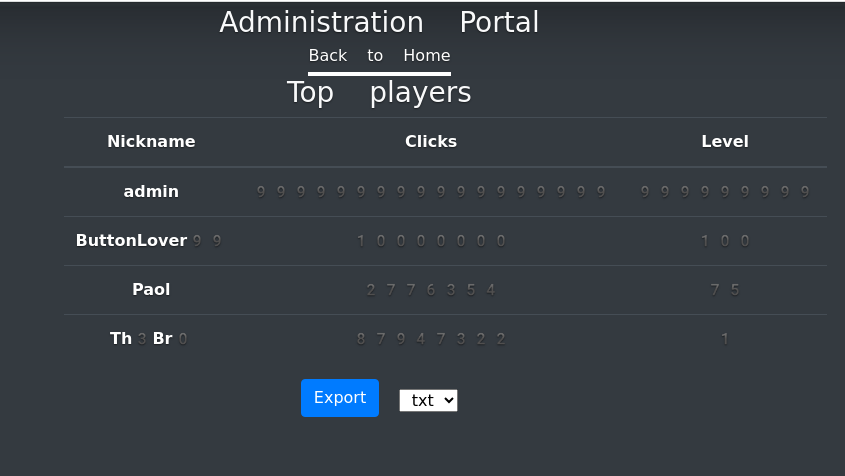 Administration Portal
Back to Home
Top players
Nickname Clicks Level
admin 999999999999999999 999999999
ButtonLover99 10000000 100
Paol 2776354 75
Th3Br0 87947322 1
Export txt